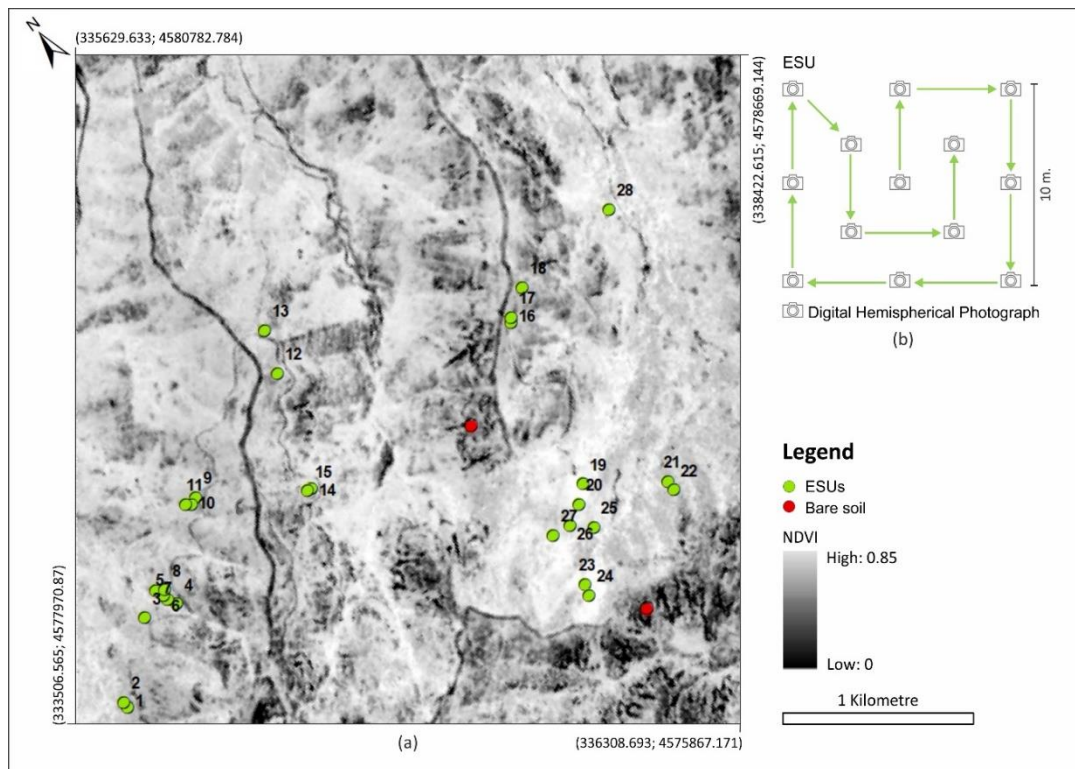 N
(335629.633; 4580782.784)
(338422.615; 4578669.144)
(333506.565; 4577970.87)
(336308.693; 4575867.171)
28
18
17
16
13
12
15
14
11 9
10
19
20
21
22
25
27
26
23
24
8
5
7
4
3
6
2
1
(a)
ESU
10 m.
Digital Hemispherical Photograph
(b)
Legend
ESUs
Bare soil
NDVI
High: 0.85
Low: 0
1 Kilometre